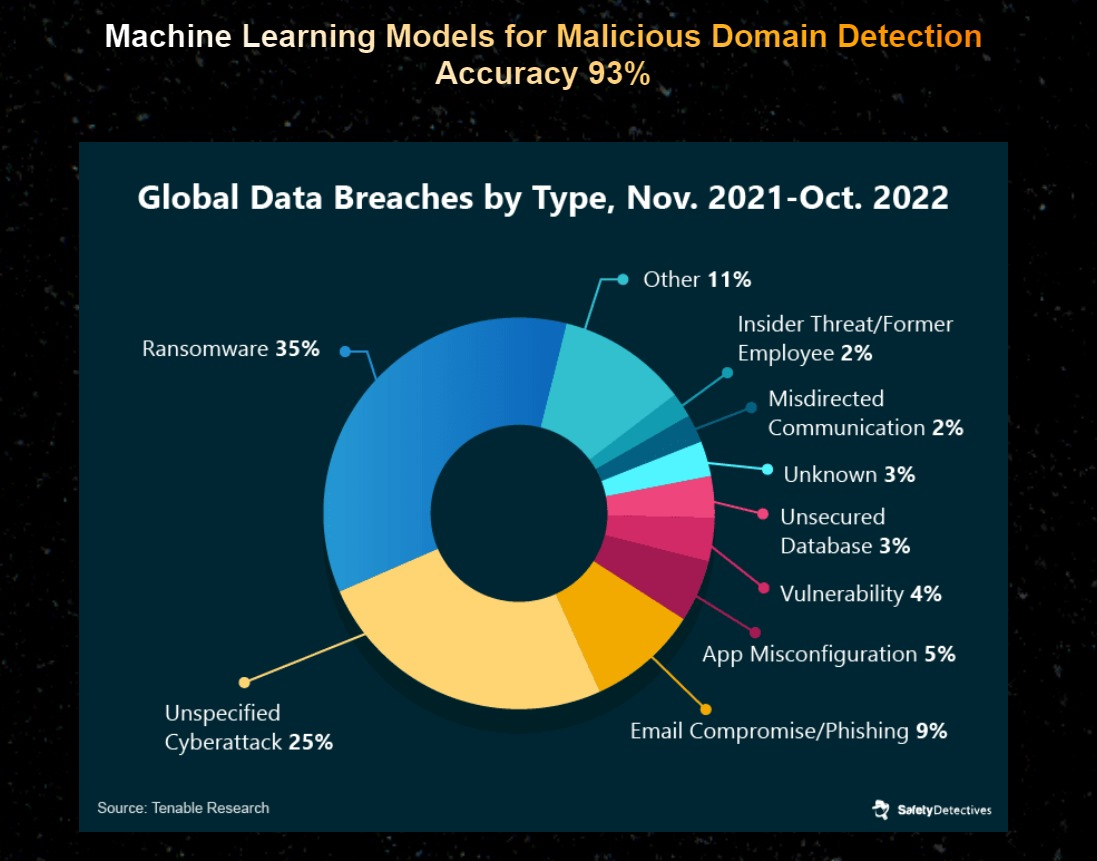 Machine Learning Models for Malicious Domain Detection
Accuracy 93%
Global Data Breaches by Type, Nov. 2021-Oct. 2022
Other 11%
Insider Threat/Former
Employee 2%
Ransomware 35%
Misdirected
Communication 2%
Unknown 3%
Unsecured
Database 3%
Vulnerability 4%
App Misconfiguration 5%
Unspecified
Cyberattack 25%
Email Compromise/Phishing 9%
Source: Tenable Research
SafetyDetectives